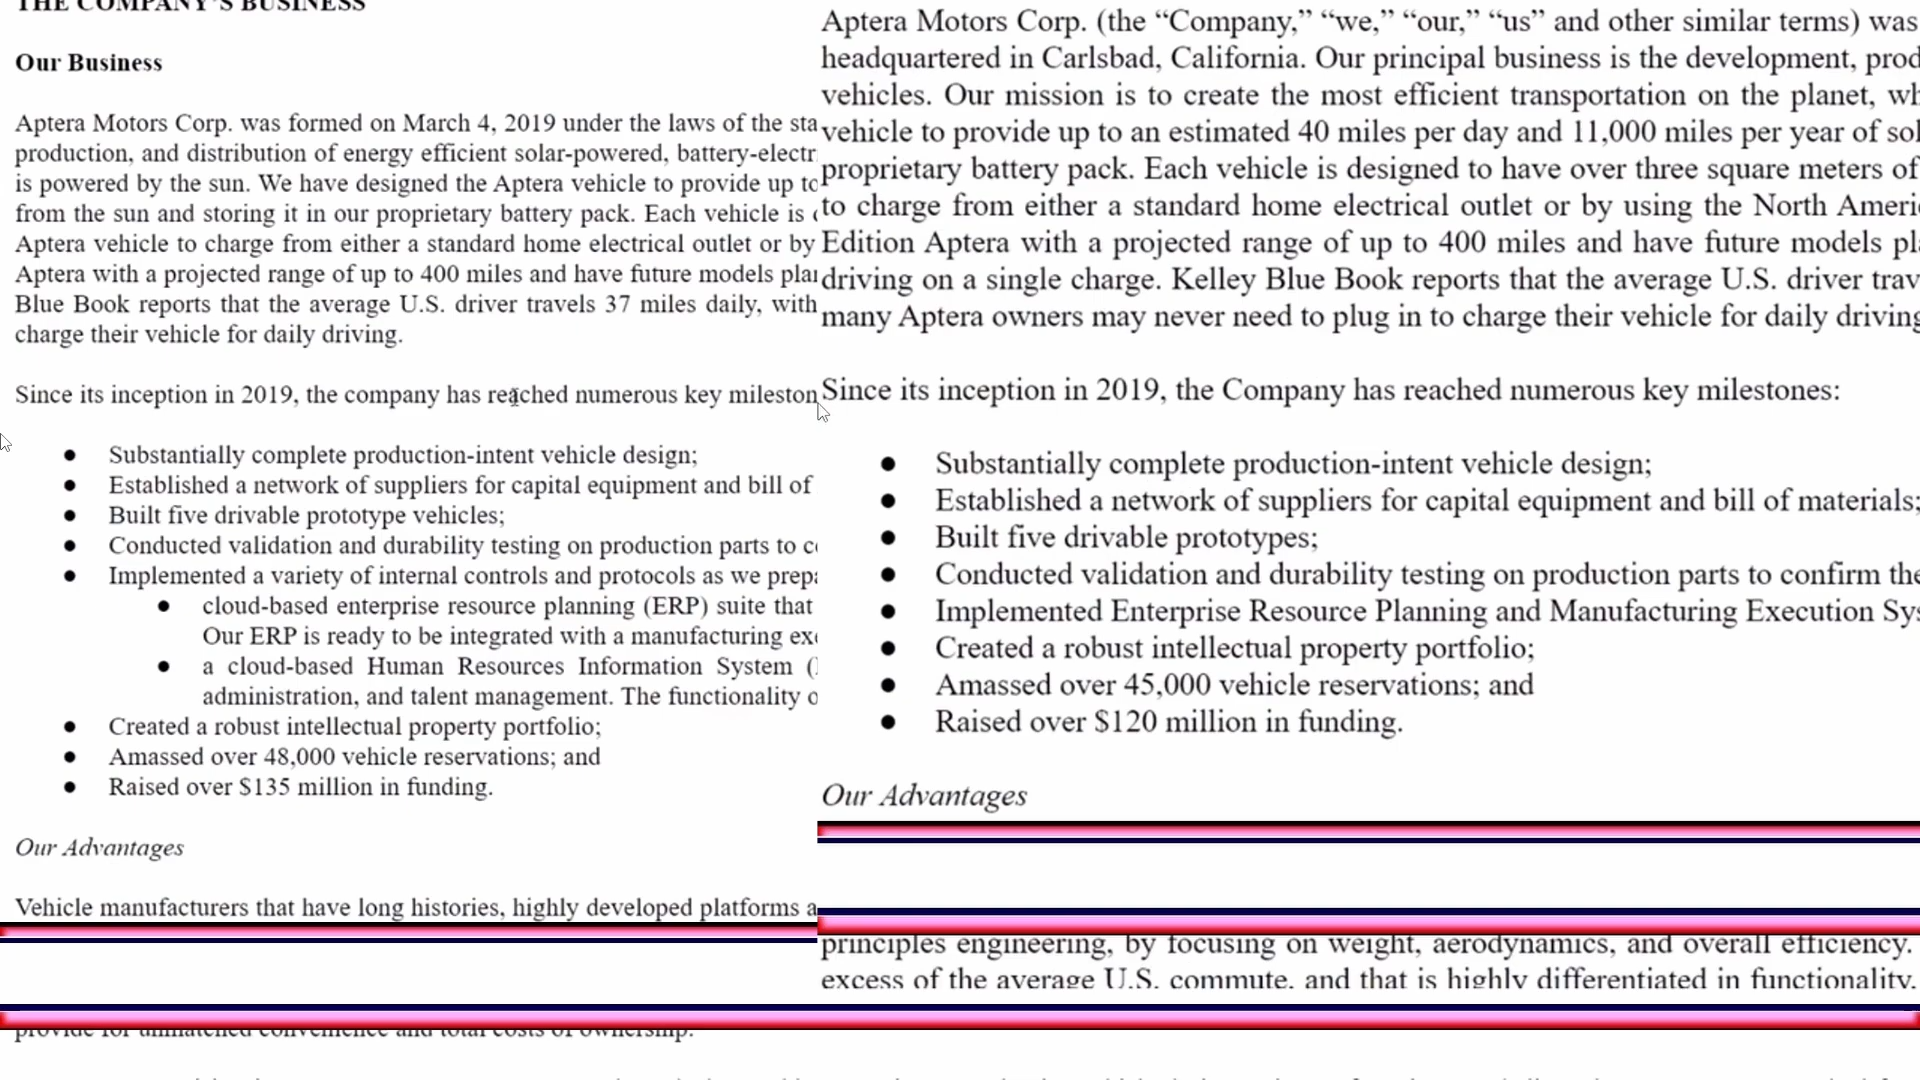 THE COMPANY'S BUSINESS
Our Business
Aptera Motors Corp. was formed on March 4, 2019 under the laws of the sta
production, and distribution of energy efficient solar-powered, battery-electr
is powered by the sun. We have designed the Aptera vehicle to provide up to
from the sun and storing it in our proprietary battery pack. Each vehicle is
Aptera vehicle to charge from either a standard home electrical outlet or by
Aptera with a projected range of up to 400 miles and have future models plan
Blue Book reports that the average U.S. driver travels 37 miles daily, with
charge their vehicle for daily driving.
Since its inception in 2019, the company has reached numerous key mileston
● Substantially complete production-intent vehicle design;
● Established a network of suppliers for capital equipment and bill of
● Built five drivable prototype vehicles;
● Conducted validation and durability testing on production parts to co
● Implemented a variety of internal controls and protocols as we prepa
● cloud-based enterprise resource planning (ERP) suite that
Our ERP is ready to be integrated with a manufacturing exe
● a cloud-based Human Resources Information System (
administration, and talent management. The functionality o
● Created a robust intellectual property portfolio;
● Amassed over 48,000 vehicle reservations; and
● Raised over $135 million in funding.
Our Advantages
Vehicle manufacturers that have long histories, highly developed platforms a
provide for unmatched convenience and total costs of ownership.
Aptera Motors Corp. (the “Company,” “we,” “our,” “us” and other similar terms) was
headquartered in Carlsbad, California. Our principal business is the development, prod
vehicles. Our mission is to create the most efficient transportation on the planet, wh
vehicle to provide up to an estimated 40 miles per day and 11,000 miles per year of sol
proprietary battery pack. Each vehicle is designed to have over three square meters of
to charge from either a standard home electrical outlet or by using the North Ameri
Edition Aptera with a projected range of up to 400 miles and have future models pla
driving on a single charge. Kelley Blue Book reports that the average U.S. driver trav
many Aptera owners may never need to plug in to charge their vehicle for daily driving
Since its inception in 2019, the Company has reached numerous key milestones:
● Substantially complete production-intent vehicle design;
● Established a network of suppliers for capital equipment and bill of materials;
● Built five drivable prototypes;
● Conducted validation and durability testing on production parts to confirm the
● Implemented Enterprise Resource Planning and Manufacturing Execution Sys
● Created a robust intellectual property portfolio;
● Amassed over 45,000 vehicle reservations; and
● Raised over $120 million in funding.
Our Advantages
principles engineering, by focusing on weight, aerodynamics, and overall efficiency.
excess of the average U.S. commute, and that is highly differentiated in functionality,